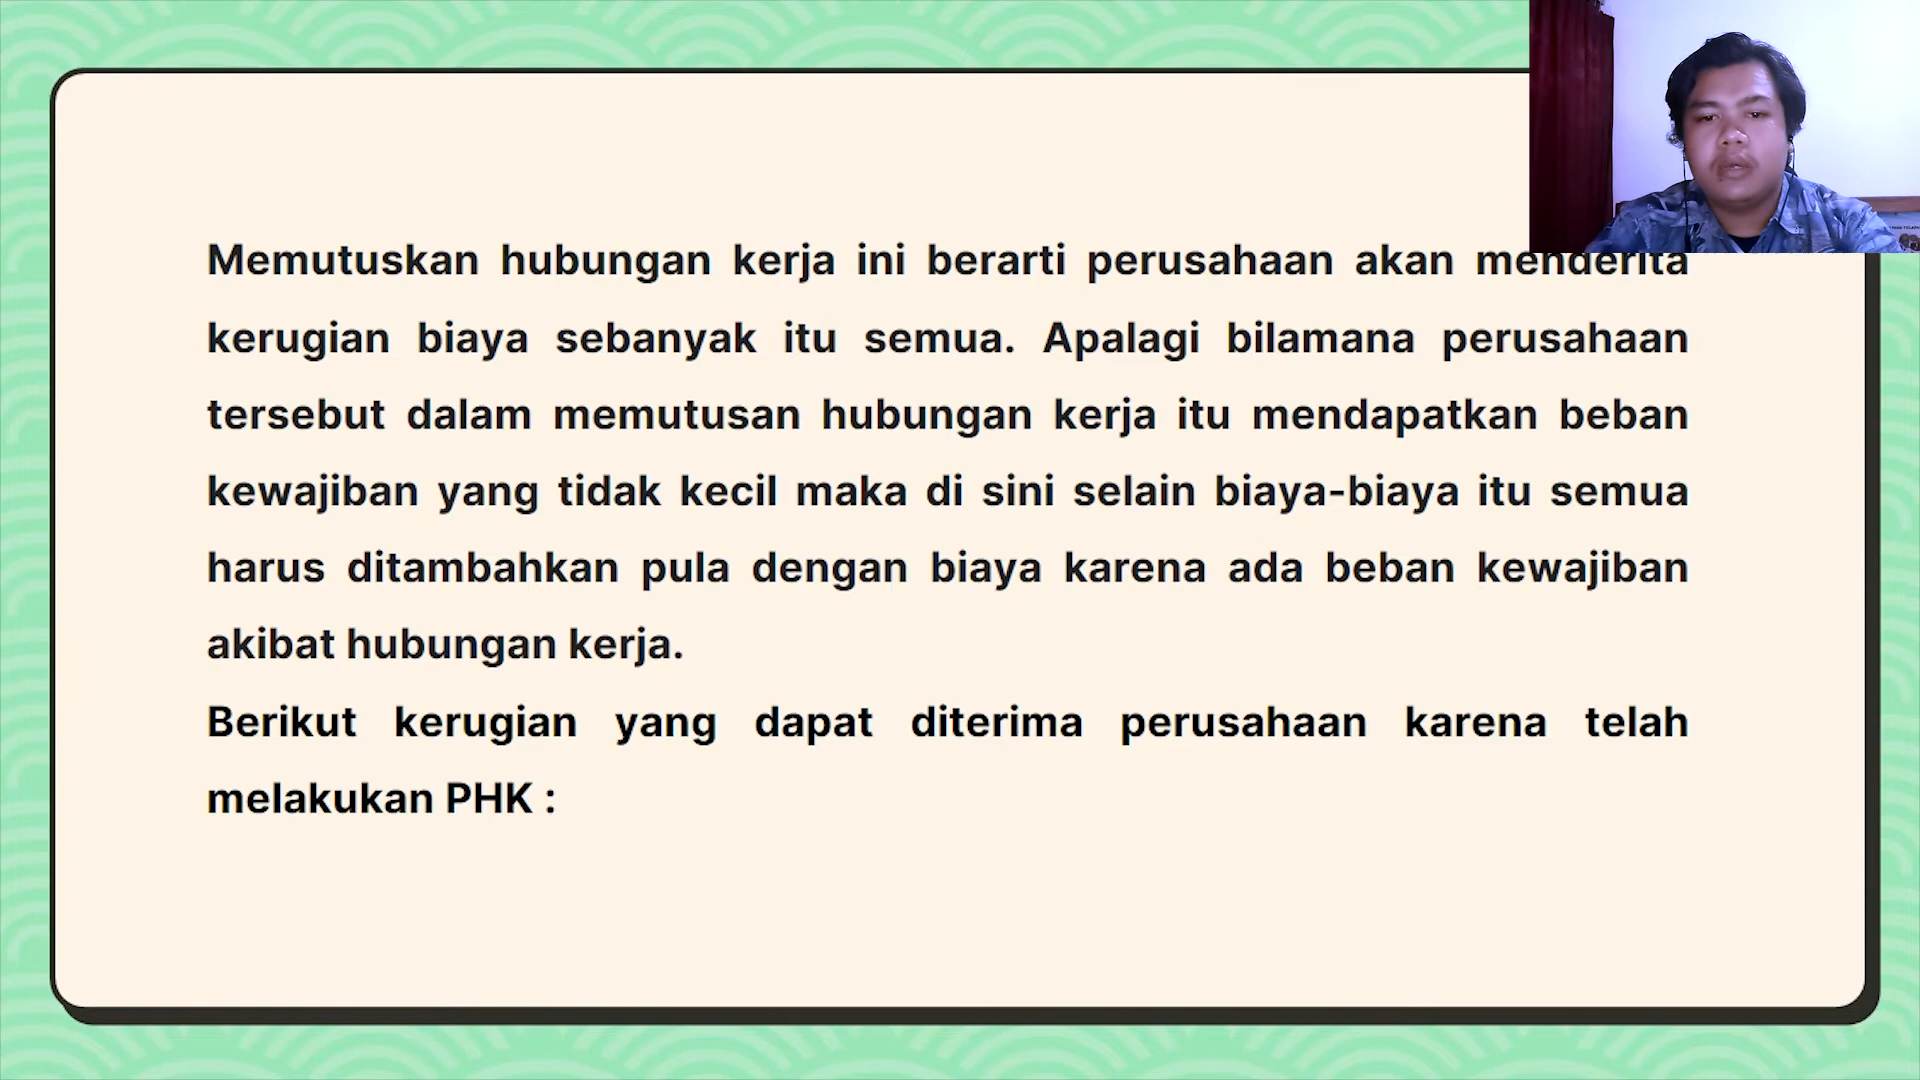 Memutuskan hubungan kerja ini berarti perusahaan akan menderita
kerugian biaya sebanyak itu semua. Apalagi bilamana perusahaan
tersebut dalam memutusan hubungan kerja itu mendapatkan beban
kewajiban yang tidak kecil maka di sini selain biaya-biaya itu semua
harus ditambahkan pula dengan biaya karena ada beban kewajiban
akibat hubungan kerja.
Berikut kerugian yang dapat diterima perusahaan karena telah
melakukan PHK :